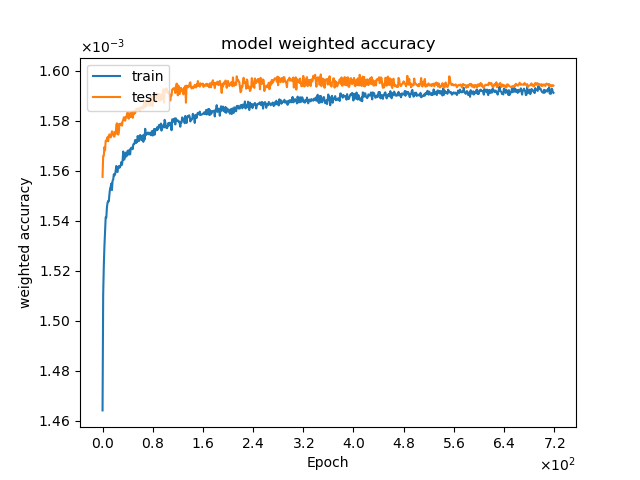 ×10⁻³
model weighted accuracy
train
test
1.60
1.58
1.56
1.54
1.52
1.50
1.48
1.46
weighted accuracy
0.0 0.8 1.6 2.4 3.2 4.0 4.8 5.6 6.4 7.2
Epoch
×10²